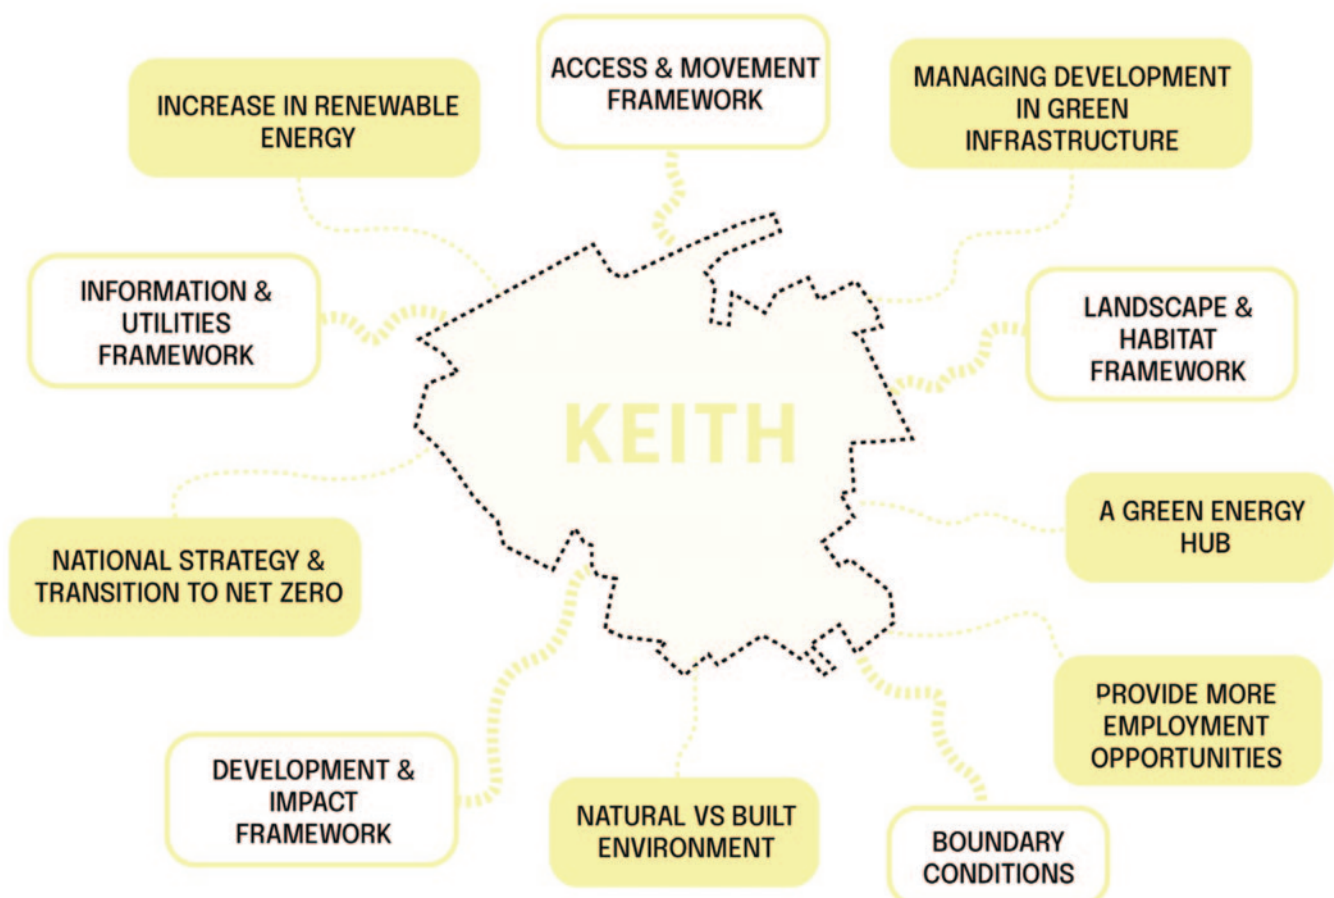 ACCESS & MOVEMENT
FRAMEWORK
INCREASE IN RENEWABLE
ENERGY
MANAGING DEVELOPMENT
IN GREEN
INFRASTRUCTURE
INFORMATION &
UTILITIES
FRAMEWORK
LANDSCAPE &
HABITAT
FRAMEWORK
KEITH
NATIONAL STRATEGY &
TRANSITION TO NET ZERO
A GREEN ENERGY
HUB
PROVIDE MORE
EMPLOYMENT
OPPORTUNITIES
DEVELOPMENT &
IMPACT
FRAMEWORK
NATURAL VS BUILT
ENVIRONMENT
BOUNDARY
CONDITIONS